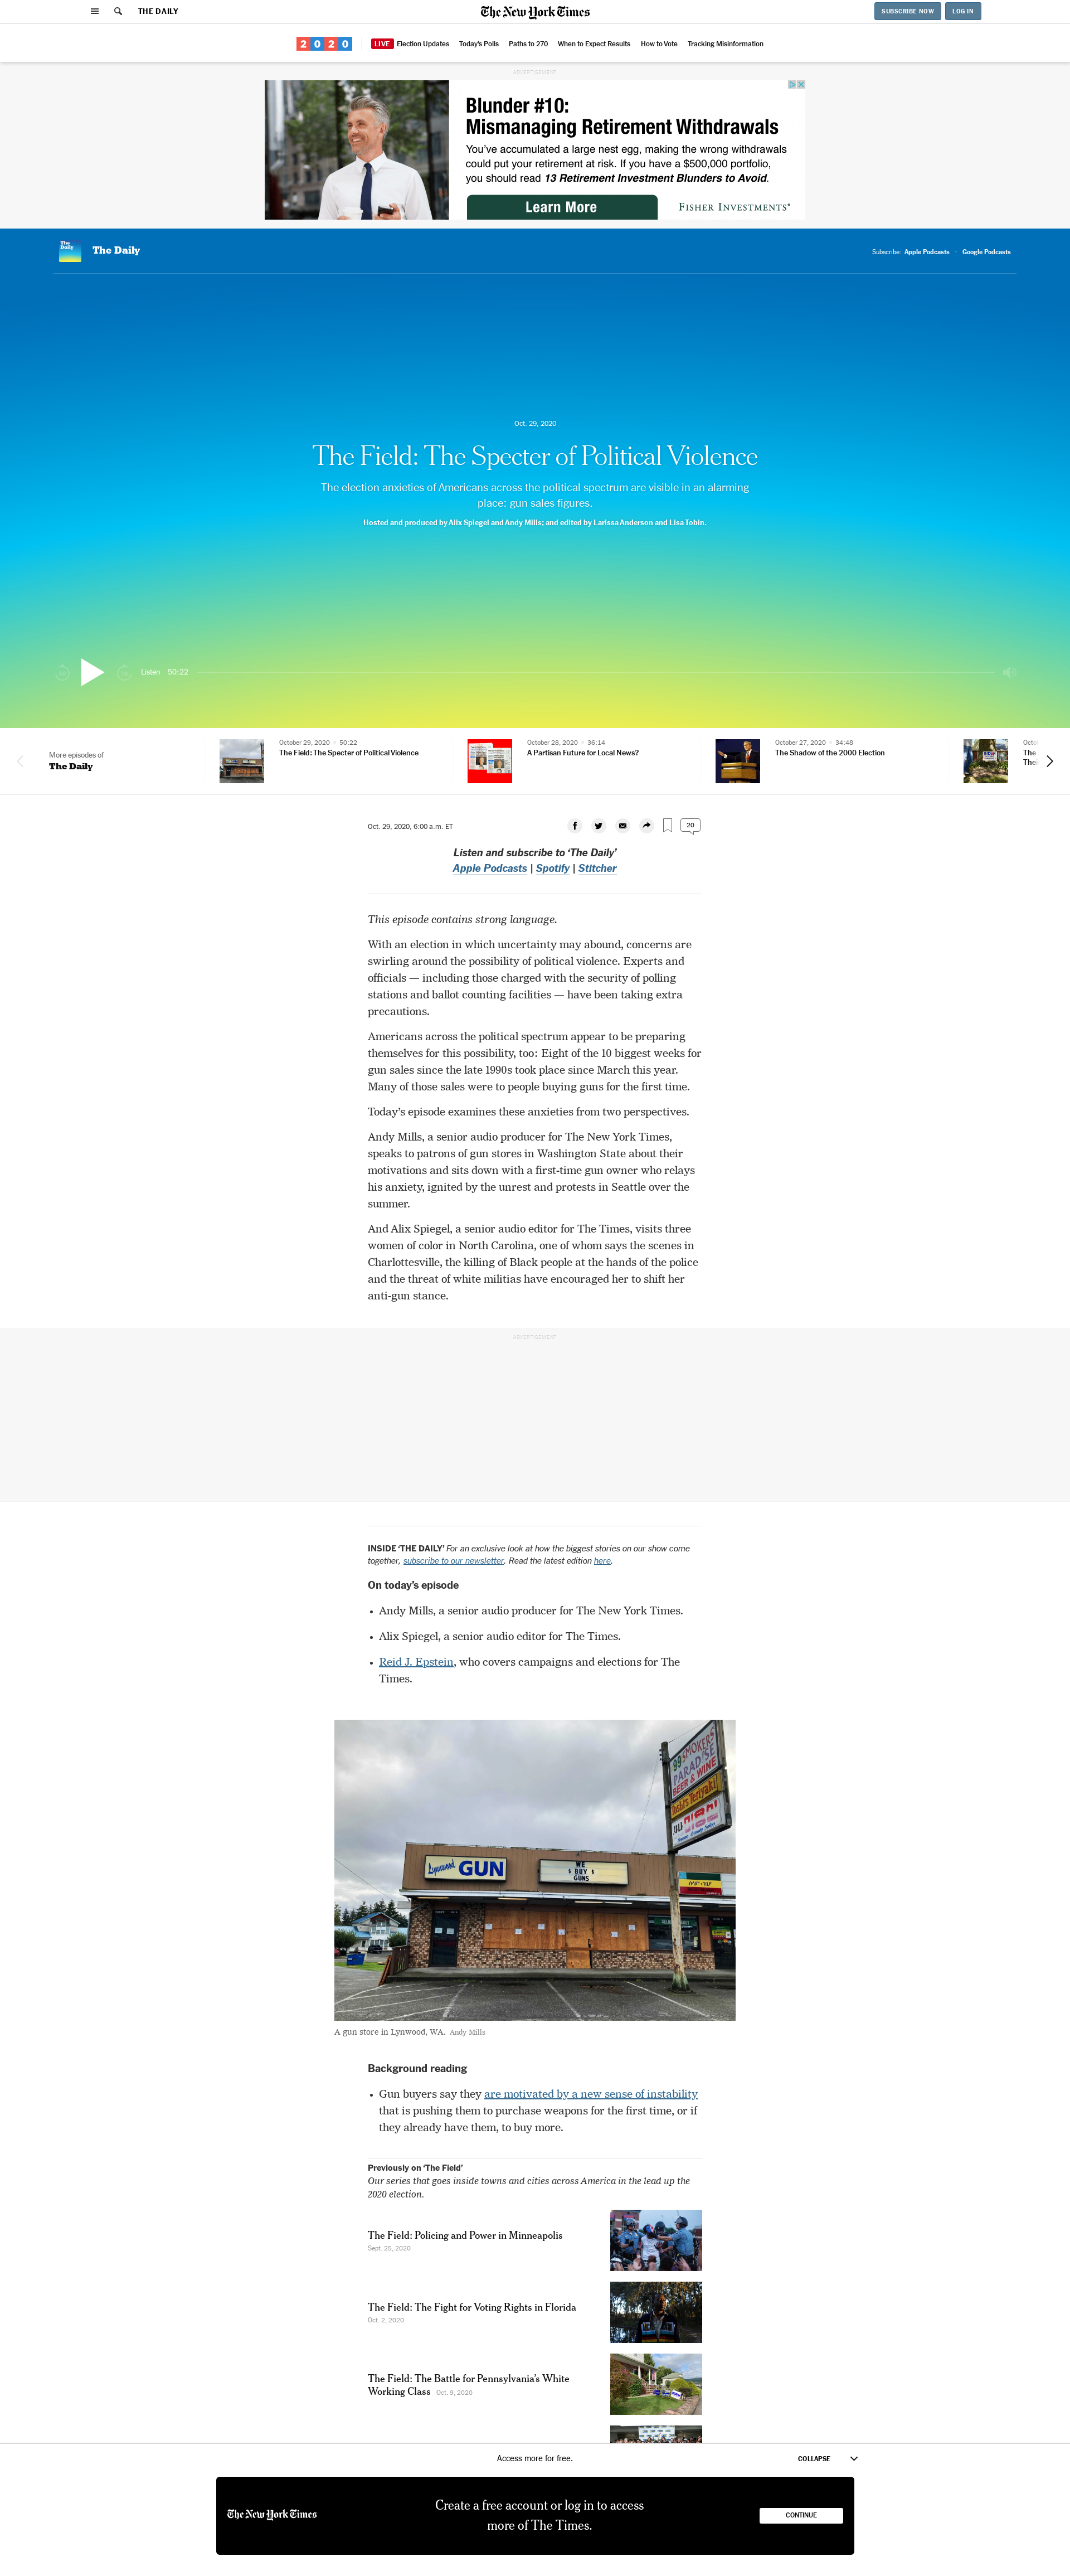 THE DAILY
The New York Times
SUBSCRIBE NOW
LOG IN
2020
LIVE Election Updates
Today's Polls
Paths to 270
When to Expect Results
How to Vote
Tracking Misinformation
ADVERTISEMENT
Blunder #10:
Mismanaging Retirement Withdrawals
You've accumulated a large nest egg, making the wrong withdrawals
could put your retirement at risk. If you have a $500,000 portfolio,
you should read 13 Retirement Investment Blunders to Avoid.
Learn More
FISHER INVESTMENTS®
The Daily
The Daily
Subscribe: Apple Podcasts · Google Podcasts
Oct. 29, 2020
The Field: The Specter of Political Violence
The election anxieties of Americans across the political spectrum are visible in an alarming
place: gun sales figures.
Hosted and produced by Alix Spiegel and Andy Mills; and edited by Larissa Anderson and Lisa Tobin.
Listen 50:22
More episodes of
The Daily
October 29, 2020 • 50:22
The Field: The Specter of Political Violence
October 28, 2020 • 36:14
A Partisan Future for Local News?
October 27, 2020 • 34:48
The Shadow of the 2000 Election
Octo
The
Thei
Oct. 29, 2020, 6:00 a.m. ET
20
Listen and subscribe to ‘The Daily’
Apple Podcasts | Spotify | Stitcher
This episode contains strong language.
With an election in which uncertainty may abound, concerns are
swirling around the possibility of political violence. Experts and
officials — including those charged with the security of polling
stations and ballot counting facilities — have been taking extra
precautions.
Americans across the political spectrum appear to be preparing
themselves for this possibility, too: Eight of the 10 biggest weeks for
gun sales since the late 1990s took place since March this year.
Many of those sales were to people buying guns for the first time.
Today’s episode examines these anxieties from two perspectives.
Andy Mills, a senior audio producer for The New York Times,
speaks to patrons of gun stores in Washington State about their
motivations and sits down with a first-time gun owner who relays
his anxiety, ignited by the unrest and protests in Seattle over the
summer.
And Alix Spiegel, a senior audio editor for The Times, visits three
women of color in North Carolina, one of whom says the scenes in
Charlottesville, the killing of Black people at the hands of the police
and the threat of white militias have encouraged her to shift her
anti-gun stance.
ADVERTISEMENT
INSIDE ‘THE DAILY’ For an exclusive look at how the biggest stories on our show come
together, subscribe to our newsletter. Read the latest edition here.
On today’s episode
• Andy Mills, a senior audio producer for The New York Times.
• Alix Spiegel, a senior audio editor for The Times.
• Reid J. Epstein, who covers campaigns and elections for The
Times.
99 SMOKERS
PARADISE
BEER & WINE
Yoshi's Teriyaki
Lynnwood GUN
WE BUY
GUNS
A gun store in Lynwood, WA. Andy Mills
Background reading
• Gun buyers say they are motivated by a new sense of instability
that is pushing them to purchase weapons for the first time, or if
they already have them, to buy more.
Previously on ‘The Field’
Our series that goes inside towns and cities across America in the lead up the
2020 election.
The Field: Policing and Power in Minneapolis
Sept. 25, 2020
The Field: The Fight for Voting Rights in Florida
Oct. 2, 2020
The Field: The Battle for Pennsylvania’s White
Working Class Oct. 9, 2020
Access more for free.
COLLAPSE
The New York Times
Create a free account or log in to access
more of The Times.
CONTINUE